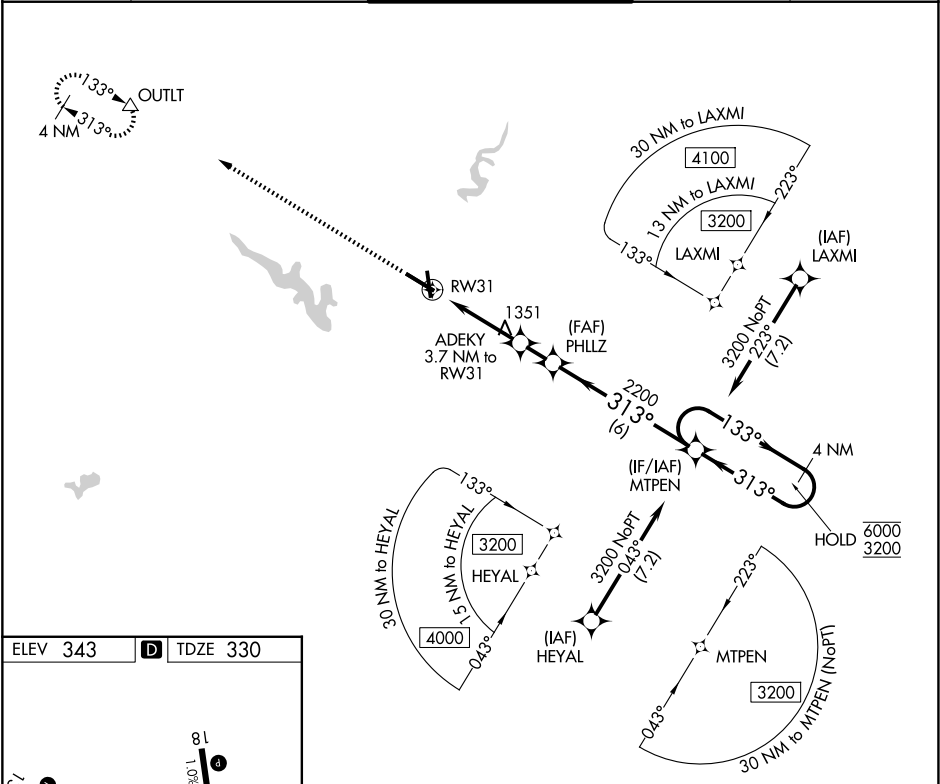 133°
OUTLT
313°
4 NM
30 NM to LAXMI
4100
13 NM to LAXMI
3200
223°
133°
LAXMI
(IAF)
LAXMI
3200 NoPT
223°
(7.2)
RW31
1351
ADEKY
3.7 NM to
RW31
(FAF)
PHLLZ
2200
313°
(6)
133°
4 NM
313°
(IF/IAF)
MTPEN
HOLD
6000
3200
133°
30 NM to HEYAL
15 NM to HEYAL
3200
HEYAL
4000
043°
3200 NoPT
043°
(7.2)
(IAF)
HEYAL
223°
MTPEN
3200
043°
30 NM to MTPEN (NoPT)
ELEV 343
D
TDZE 330
18
1.0%
P